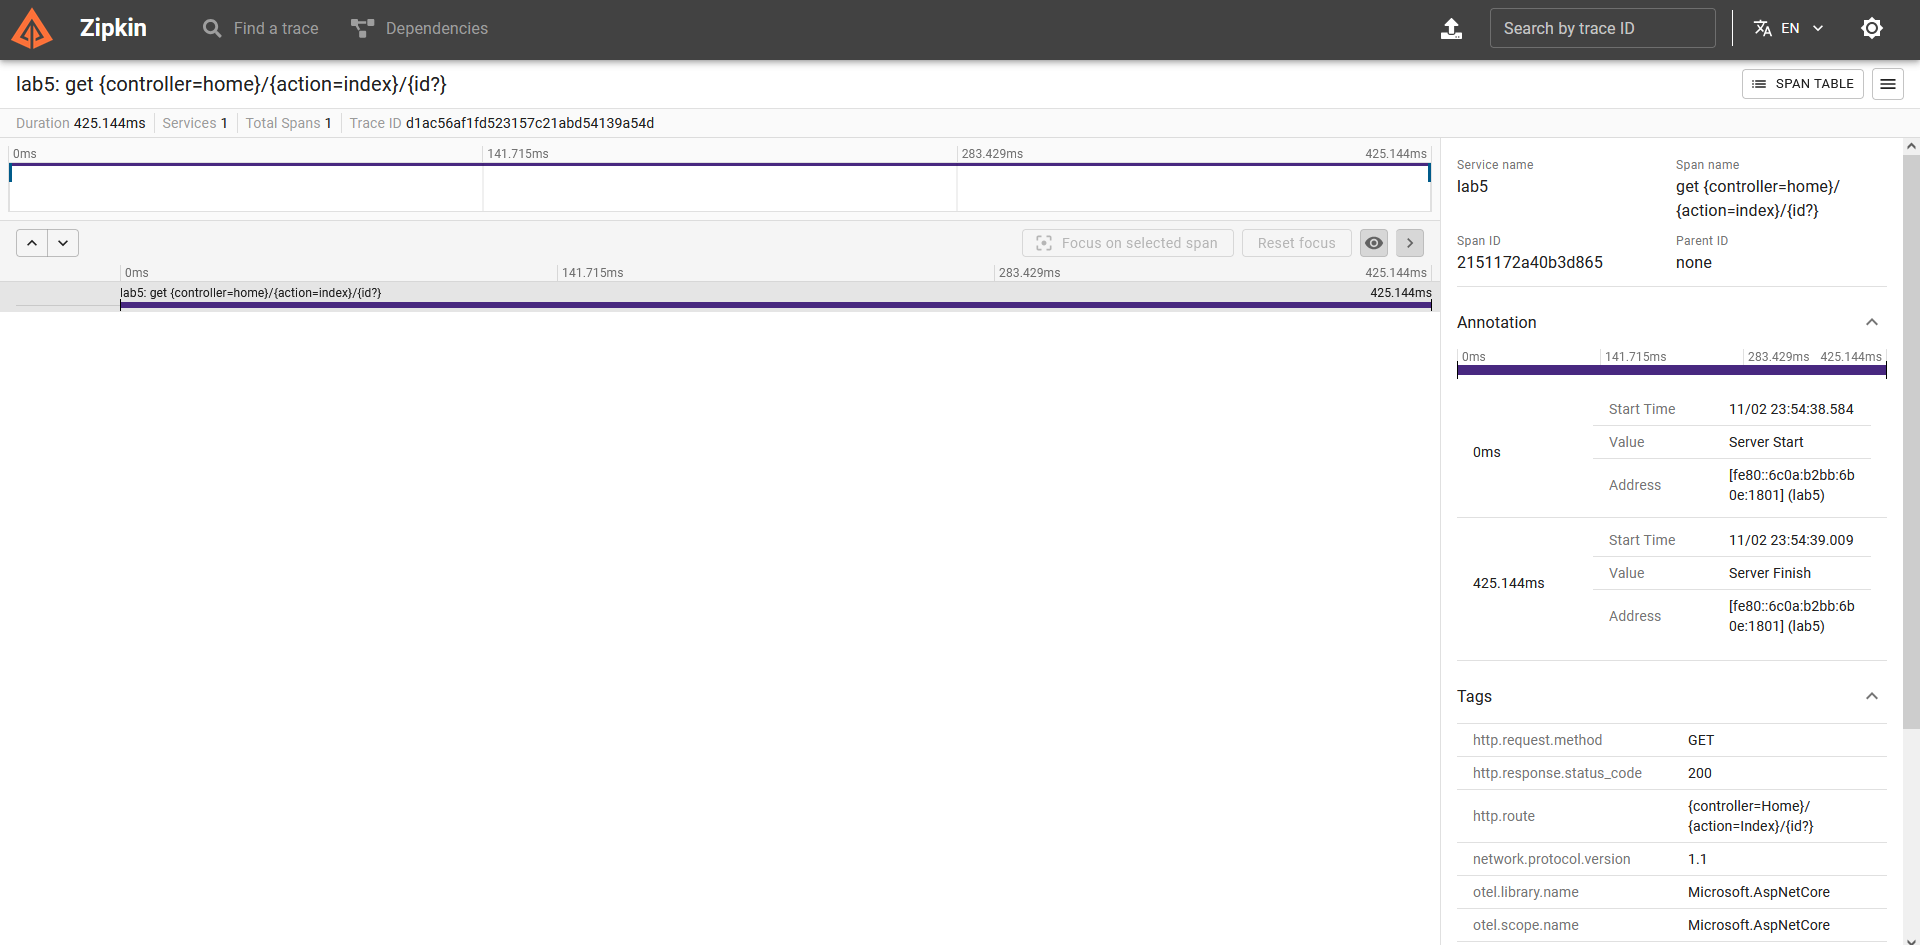 Zipkin
Find a trace
Dependencies
Search by trace ID
EN
lab5: get {controller=home}/{action=index}/{id?}
SPAN TABLE
Duration 425.144ms Services 1 Total Spans 1 Trace ID d1ac56af1fd523157c21abd54139a54d
0ms 141.715ms 283.429ms 425.144ms
Focus on selected span
Reset focus
0ms 141.715ms 283.429ms 425.144ms
lab5: get {controller=home}/{action=index}/{id?} 425.144ms
Service name
lab5
Span name
get {controller=home}/
{action=index}/{id?}
Span ID
2151172a40b3d865
Parent ID
none
Annotation
0ms 141.715ms 283.429ms 425.144ms
0ms
Start Time 11/02 23:54:38.584
Value Server Start
Address [fe80::6c0a:b2bb:6b
0e:1801] (lab5)
425.144ms
Start Time 11/02 23:54:39.009
Value Server Finish
Address [fe80::6c0a:b2bb:6b
0e:1801] (lab5)
Tags
http.request.method GET
http.response.status_code 200
http.route {controller=Home}/
{action=Index}/{id?}
network.protocol.version 1.1
otel.library.name Microsoft.AspNetCore
otel.scope.name Microsoft.AspNetCore